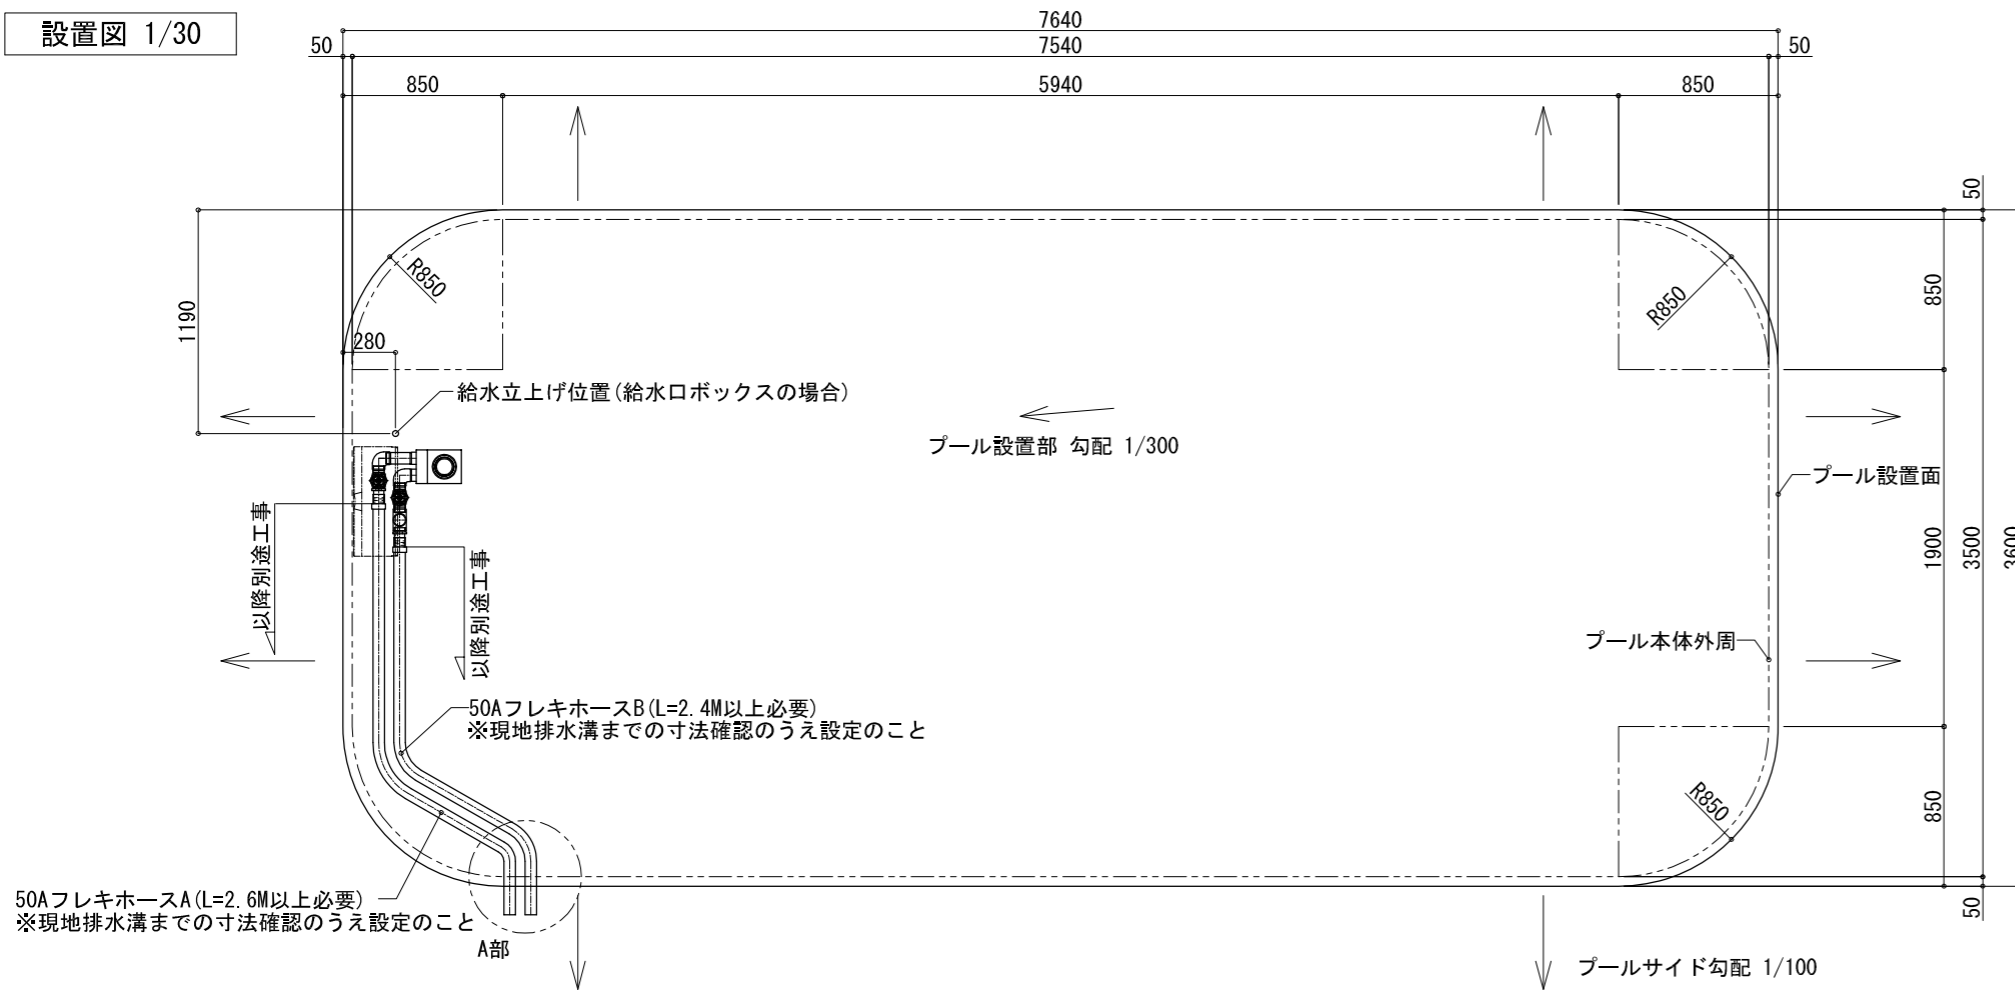 設置図 1/30
7640
50
7540
50
850
5940
850
50
R850
R850
850
1190
280
給水立上げ位置(給水口ボックスの場合)
プール設置部 勾配 1/300
プール設置面
以降別途工事
以降別途工事
1900
3500
3600
プール本体外周
50AフレキホースB(L=2.4M以上必要)
※現地排水溝までの寸法確認のうえ設定のこと
R850
850
50AフレキホースA(L=2.6M以上必要)
※現地排水溝までの寸法確認のうえ設定のこと
50
A部
プールサイド勾配 1/100